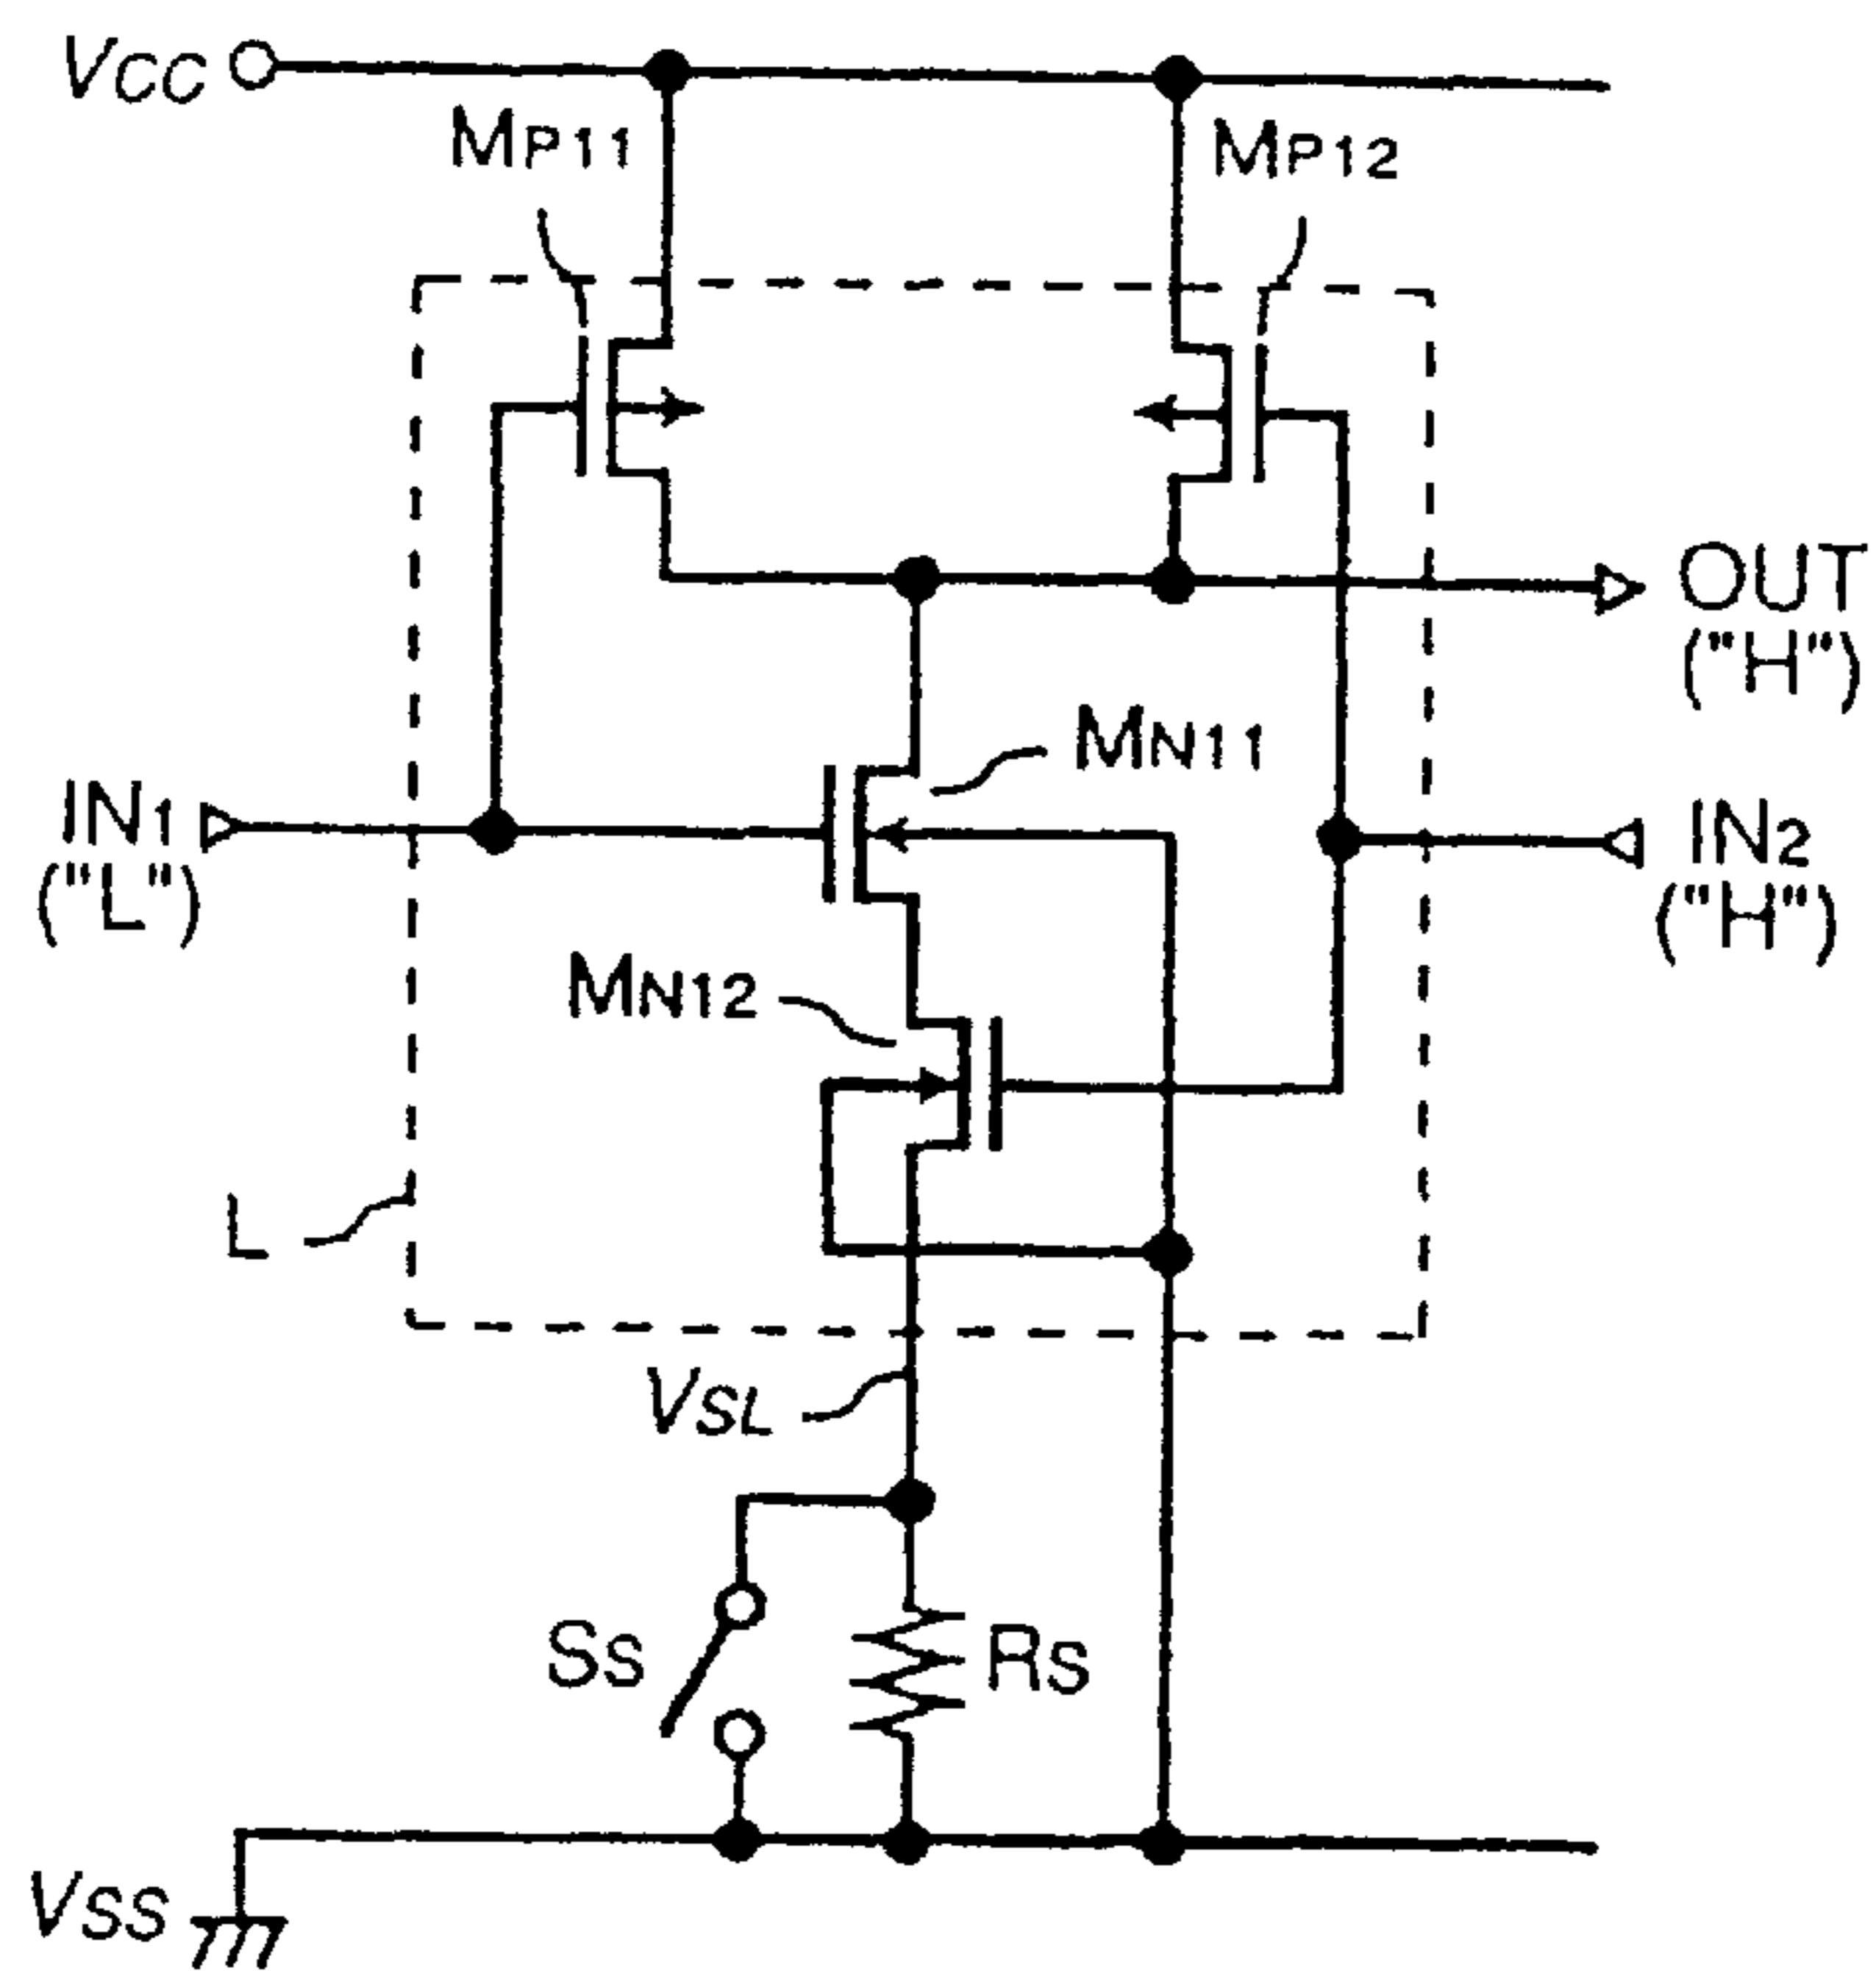 VCC
MP11
MP12
OUT
("H")
MN11
IN1
("L")
IN2
("H")
MN12
L
VSL
SS
RS
VSS